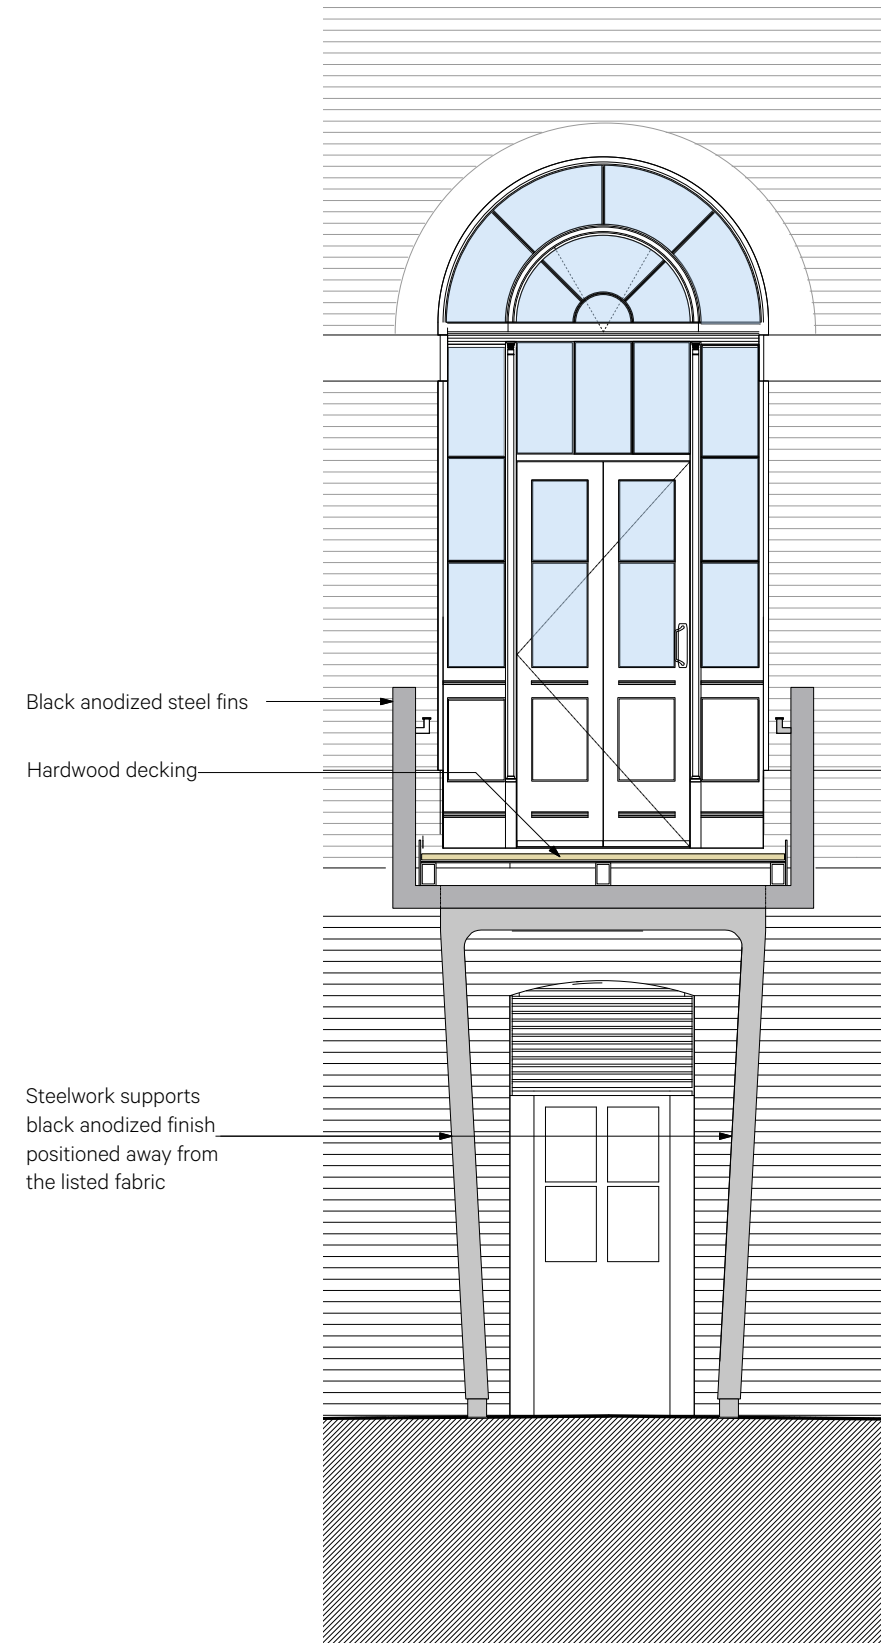 Black anodized steel fins
Hardwood decking
Steelwork supports
black anodized finish
positioned away from
the listed fabric